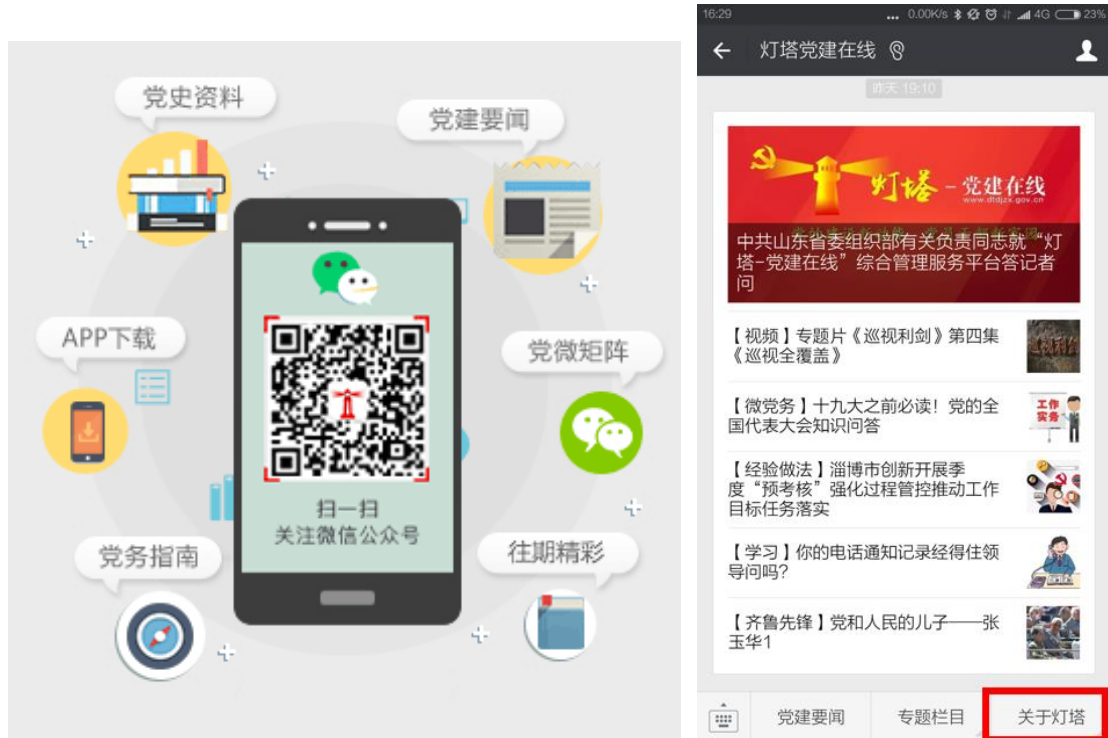 党史资料
党建要闻
APP下载
党微矩阵
扫一扫
关注微信公众号
党务指南
往期精彩
16:29
0.00K/s
4G
23%
灯塔党建在线
昨天 19:10
灯塔-党建在线
www.dtdjzx.gov.cn
中共山东省委组织部有关负责同志就“灯
塔-党建在线”综合管理服务平台答记者
问
【视频】专题片《巡视利剑》第四集
《巡视全覆盖》
【微党务】十九大之前必读！党的全
国代表大会知识问答
工作
实务
【经验做法】淄博市创新开展季
度“预考核”强化过程管控推动工作
目标任务落实
【学习】你的电话通知记录经得住领
导问吗？
【齐鲁先锋】党和人民的儿子——张
玉华1
党建要闻
专题栏目
关于灯塔